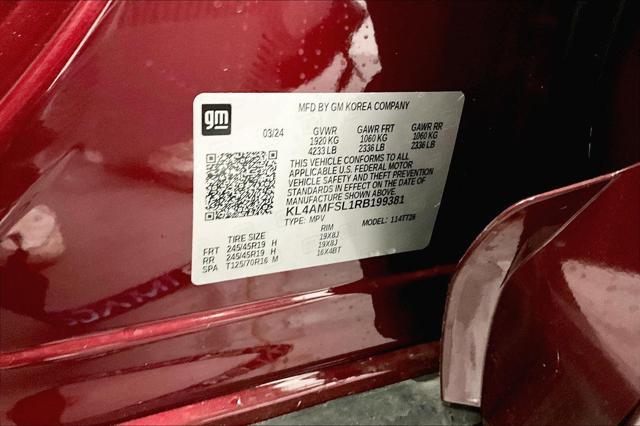 gm
MFD BY GM KOREA COMPANY
03/24 GVWR GAWR FRT GAWR RR
1920 KG 1060 KG 1060 KG
4233 LB 2336 LB 2336 LB
THIS VEHICLE CONFORMS TO ALL
APPLICABLE U.S. FEDERAL MOTOR
VEHICLE SAFETY AND THEFT PREVENTION
STANDARDS IN EFFECT ON THE DATE OF
MANUFACTURE SHOWN ABOVE.
KL4AMFSL1RB199381
TYPE: MPV MODEL: 114TT26
TIRE SIZE RIM
FRT 245/45R19 H 19X8J
RR 245/45R19 H 19X8J
SPA T125/70R16 M 16X4BT